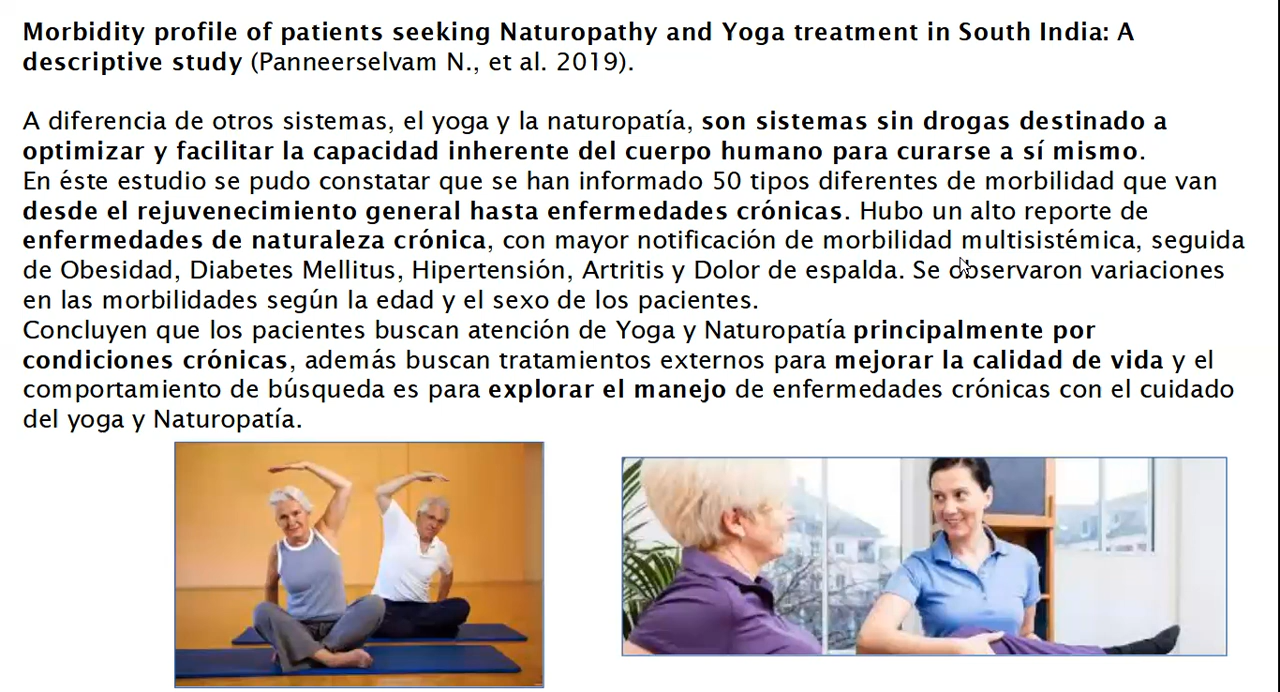 Morbidity profile of patients seeking Naturopathy and Yoga treatment in South India: A
descriptive study (Panneerselvam N., et al. 2019).
A diferencia de otros sistemas, el yoga y la naturopatía, son sistemas sin drogas destinado a
optimizar y facilitar la capacidad inherente del cuerpo humano para curarse a sí mismo.
En éste estudio se pudo constatar que se han informado 50 tipos diferentes de morbilidad que van
desde el rejuvenecimiento general hasta enfermedades crónicas. Hubo un alto reporte de
enfermedades de naturaleza crónica, con mayor notificación de morbilidad multisistémica, seguida
de Obesidad, Diabetes Mellitus, Hipertensión, Artritis y Dolor de espalda. Se observaron variaciones
en las morbilidades según la edad y el sexo de los pacientes.
Concluyen que los pacientes buscan atención de Yoga y Naturopatía principalmente por
condiciones crónicas, además buscan tratamientos externos para mejorar la calidad de vida y el
comportamiento de búsqueda es para explorar el manejo de enfermedades crónicas con el cuidado
del yoga y Naturopatía.